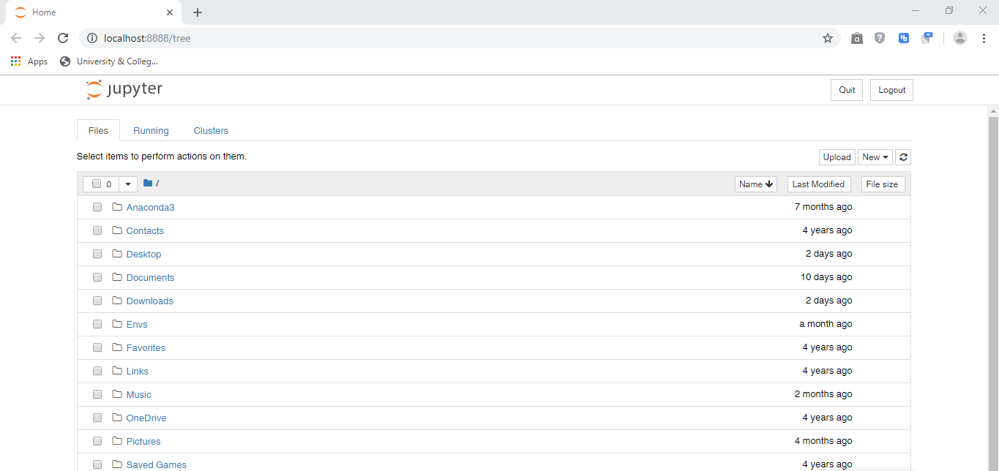 Home
localhost:8888/tree
Apps University & Colleg...
jupyter Quit Logout
Files Running Clusters
Select items to perform actions on them. Upload New
0 / Name Last Modified File size
Anaconda3 7 months ago
Contacts 4 years ago
Desktop 2 days ago
Documents 10 days ago
Downloads 2 days ago
Envs a month ago
Favorites 4 years ago
Links 4 years ago
Music 2 months ago
OneDrive 4 years ago
Pictures 4 months ago
Saved Games 4 years ago